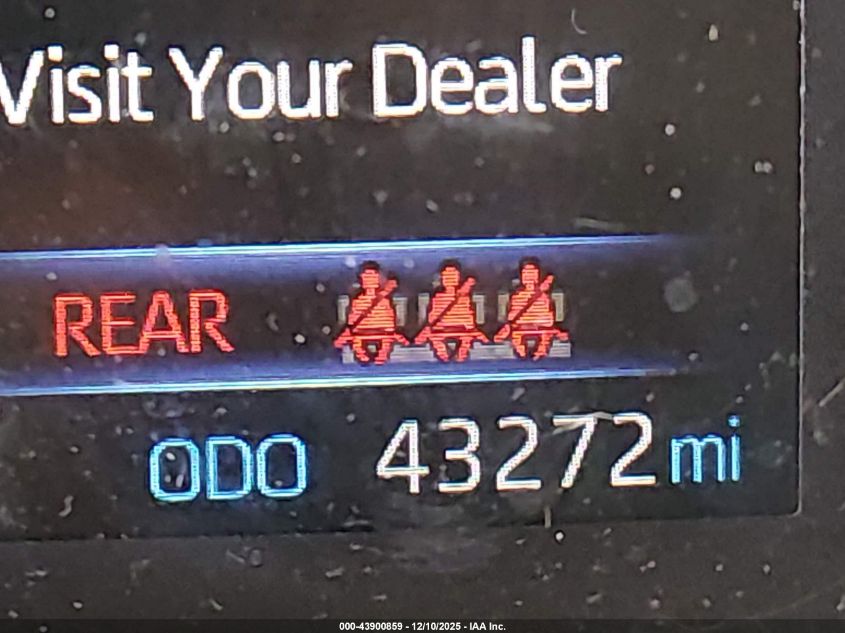 Visit Your Dealer
REAR
ODO 43272 mi
000-43900859 - 12/10/2025 - IAA Inc.